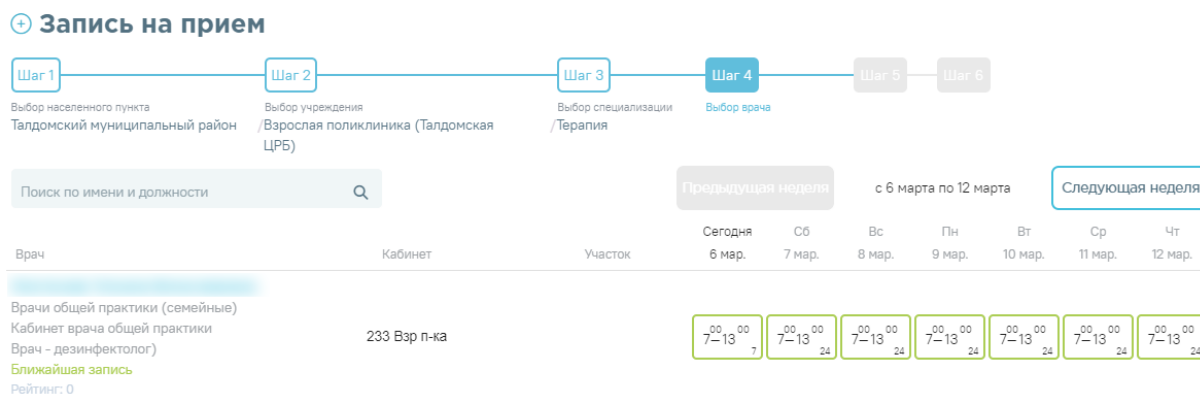 Запись на прием
Шаг 1 Шаг 2 Шаг 3 Шаг 4 Шаг 5 Шаг 6
Выбор населенного пункта Выбор учреждения Выбор специализации Выбор врача
Талдомский муниципальный район /Взрослая поликлиника (Талдомская /Терапия
ЦРБ)
Поиск по имени и должности Предыдущая неделя с 6 марта по 12 марта Следующая неделя
Сегодня Сб Вс Пн Вт Ср Чт
Врач Кабинет Участок 6 мар. 7 мар. 8 мар. 9 мар. 10 мар. 11 мар. 12 мар.
Врачи общей практики (семейные)
Кабинет врача общей практики
233 Взр п-ка 7⁰⁰–13⁰⁰ 7⁰⁰–13⁰⁰ 7⁰⁰–13⁰⁰ 7⁰⁰–13⁰⁰ 7⁰⁰–13⁰⁰ 7⁰⁰–13⁰⁰ 7⁰⁰–13⁰⁰
Врач - дезинфектолог) 7 24 24 24 24 24 24
Ближайшая запись
Рейтинг: 0